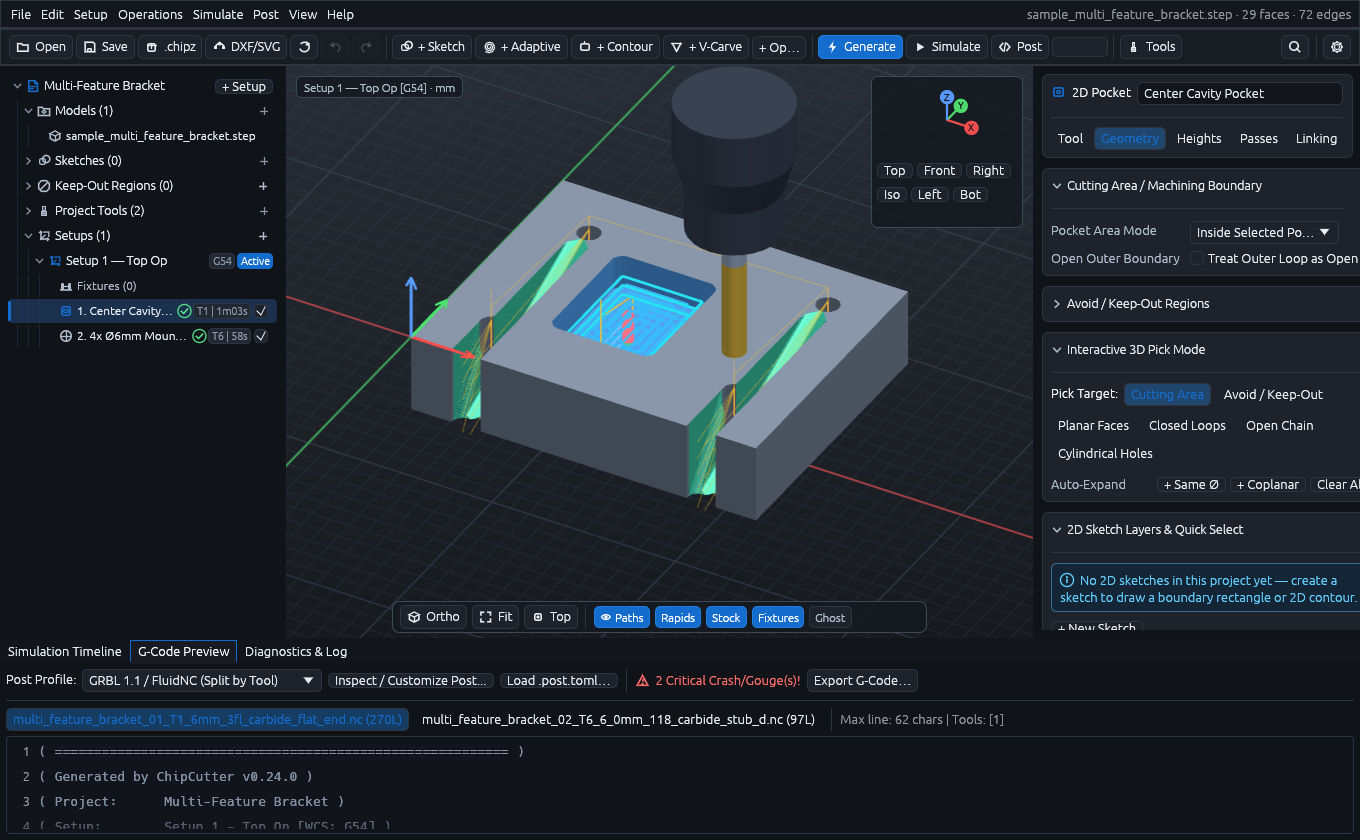 File Edit Setup Operations Simulate Post View Help
sample_multi_feature_bracket.step · 29 faces · 72 edges
Open Save .chipz DXF/SVG + Sketch + Adaptive + Contour + V-Carve + Op... Generate Simulate Post Tools
Multi-Feature Bracket + Setup
Models (1) +
sample_multi_feature_bracket.step
Sketches (0) +
Keep-Out Regions (0) +
Project Tools (2) +
Setups (1) +
Setup 1 — Top Op G54 Active
Fixtures (0)
1. Center Cavity... T1 | 1m03s
2. 4x Ø6mm Moun... T6 | 58s
Setup 1 — Top Op [G54] · mm
Z
Y
X
Top Front Right
Iso Left Bot
Ortho Fit Top Paths Rapids Stock Fixtures Ghost
2D Pocket Center Cavity Pocket
Tool Geometry Heights Passes Linking
Cutting Area / Machining Boundary
Pocket Area Mode Inside Selected Po...
Open Outer Boundary Treat Outer Loop as Open
Avoid / Keep-Out Regions
Interactive 3D Pick Mode
Pick Target: Cutting Area Avoid / Keep-Out
Planar Faces Closed Loops Open Chain
Cylindrical Holes
Auto-Expand + Same Ø + Coplanar Clear Al
2D Sketch Layers & Quick Select
No 2D sketches in this project yet — create a
sketch to draw a boundary rectangle or 2D contour.
+ New Sketch
Simulation Timeline G-Code Preview Diagnostics & Log
Post Profile: GRBL 1.1 / FluidNC (Split by Tool) Inspect / Customize Post... Load .post.toml... 2 Critical Crash/Gouge(s)! Export G-Code...
multi_feature_bracket_01_T1_6mm_3fl_carbide_flat_end.nc (270L) multi_feature_bracket_02_T6_6_0mm_118_carbide_stub_d.nc (97L) Max line: 62 chars | Tools: [1]
1 ( ========================================================== )
2 ( Generated by ChipCutter v0.24.0 )
3 ( Project: Multi-Feature Bracket )
4 ( Setup: Setup 1 - Top Op [WCS: G54] )